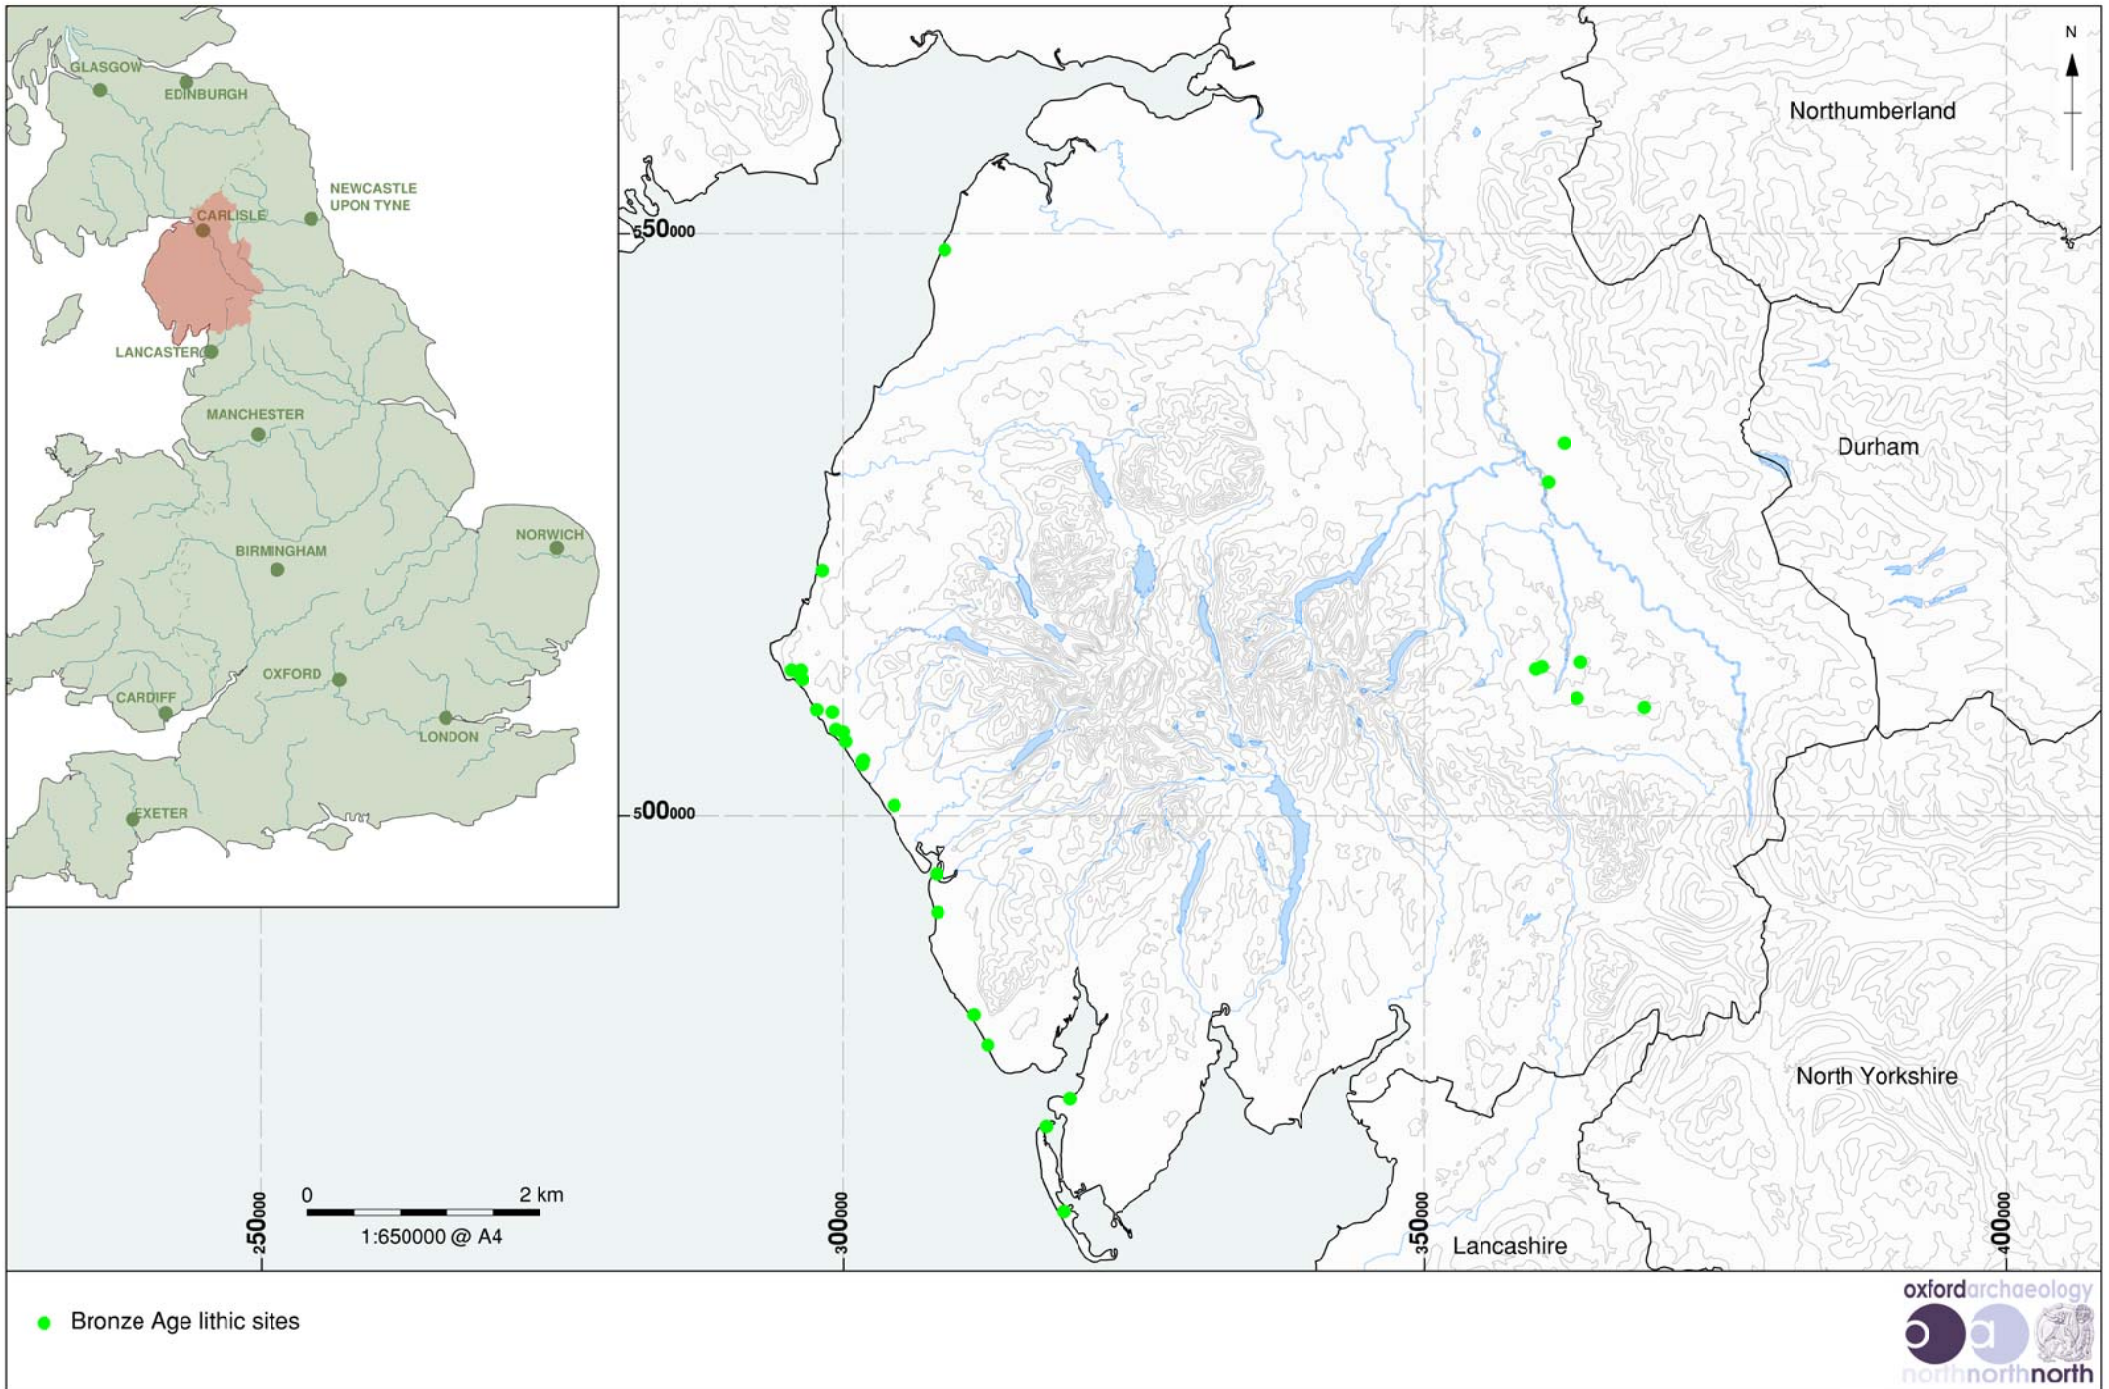 GLASGOW
EDINBURGH
NEWCASTLE
UPON TYNE
CARLISLE
LANCASTER
MANCHESTER
NORWICH
BIRMINGHAM
OXFORD
CARDIFF
LONDON
EXETER
N
Northumberland
550000
Durham
500000
North Yorkshire
Lancashire
0 2 km
1:650000 @ A4
250000
300000
350000
400000
Bronze Age lithic sites
oxfordarchaeology
oa
northnorthnorth